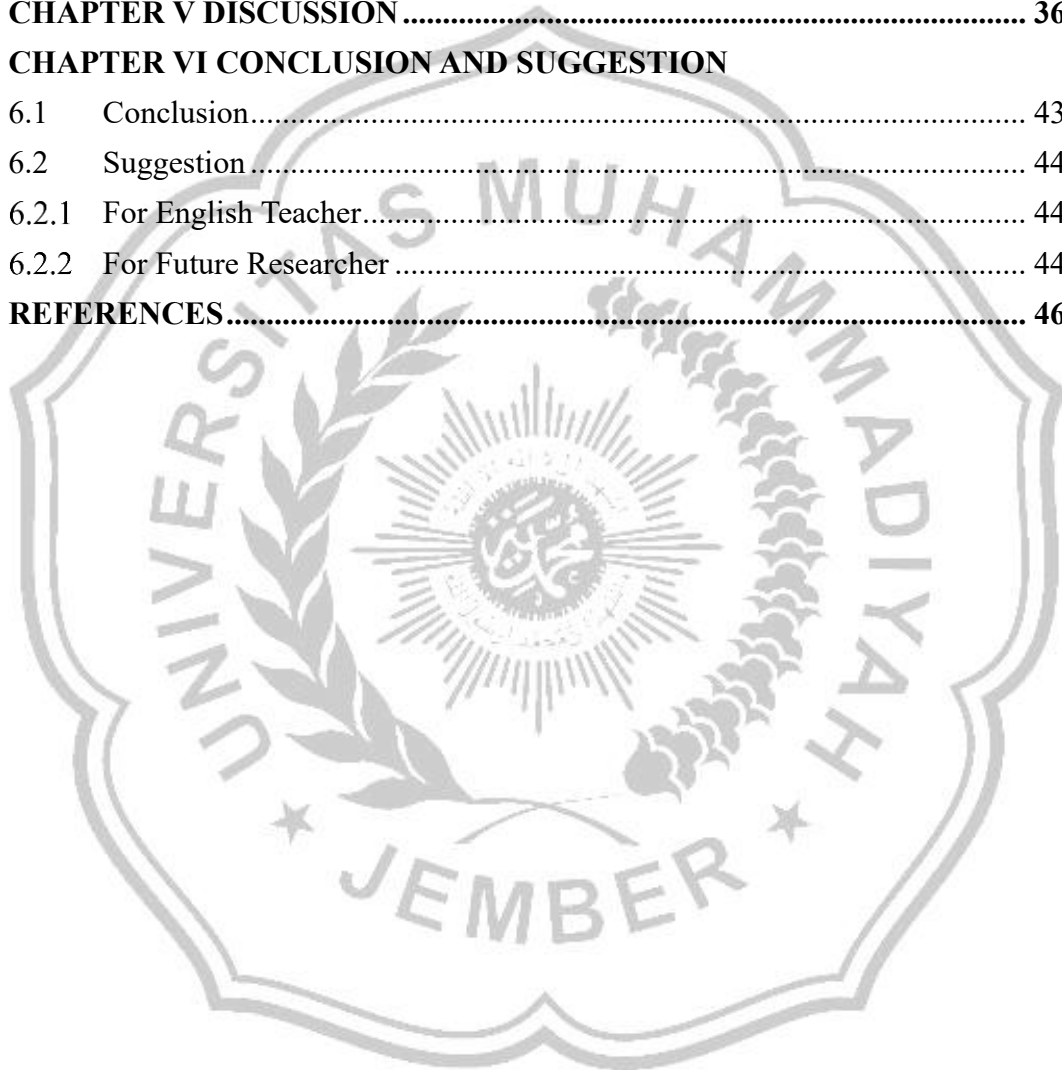 CHAPTER V DISCUSSION........................................................................... 36
CHAPTER VI CONCLUSION AND SUGGESTION
6.1 Conclusion............................................................................................. 43
6.2 Suggestion............................................................................................. 44
6.2.1 For English Teacher................................................................................ 44
6.2.2 For Future Researcher............................................................................ 44
REFERENCES................................................................................................ 46
UNIVERSITAS MUHAMMADIYAH
JEMBER